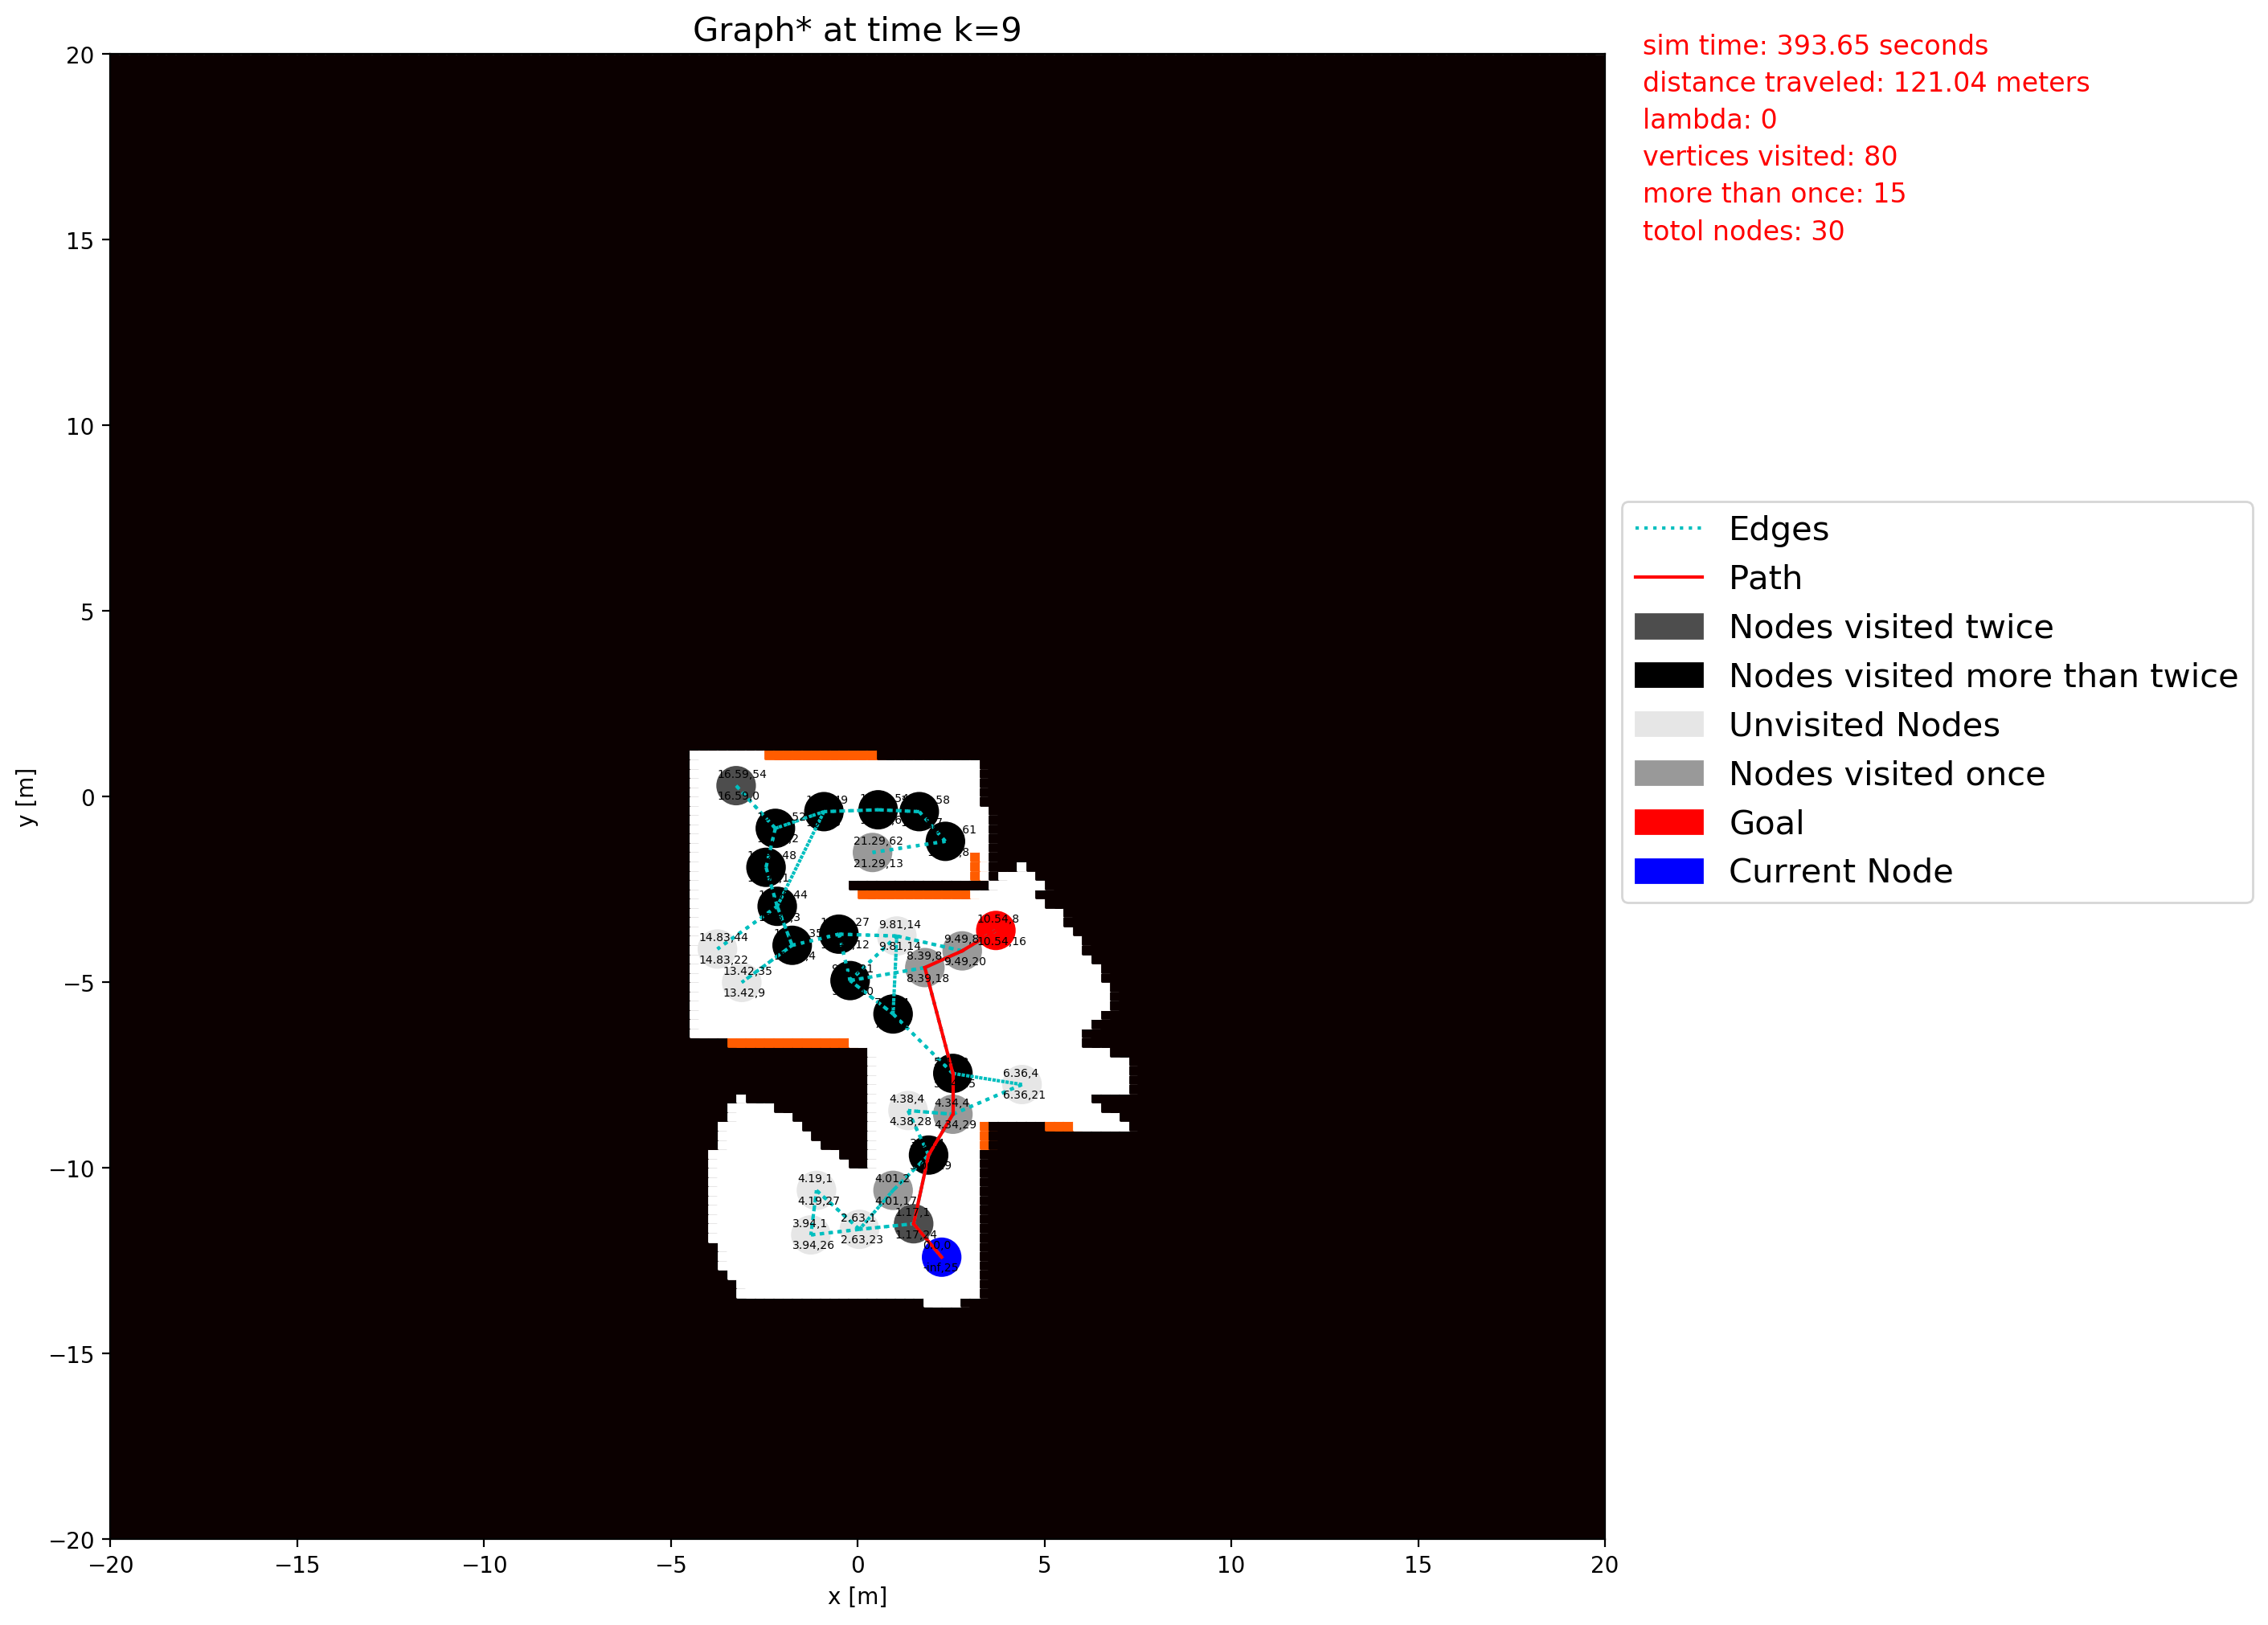 Graph* at time k=9
sim time: 393.65 seconds
distance traveled: 121.04 meters
lambda: 0
vertices visited: 80
more than once: 15
totol nodes: 30
Edges
Path
Nodes visited twice
Nodes visited more than twice
Unvisited Nodes
Nodes visited once
Goal
Current Node
20
15
10
5
0
−5
−10
−15
−20
y [m]
−20
−15
−10
−5
0
5
10
15
20
x [m]
16.59,54
16.59,0
21.29,62
21.29,13
14.83,44
14.83,22
13.42,35
13.42,9
9.81,14
9.81,14
10.54,8
10.54,16
9.49,8
9.49,20
8.39,8
8.39,18
6.36,4
6.36,21
4.38,4
4.38,28
4.34,4
4.34,29
4.19,1
4.19,27
4.01,2
4.01,17
3.94,1
3.94,26
2.63,1
2.63,23
1.17,1
1.17,24